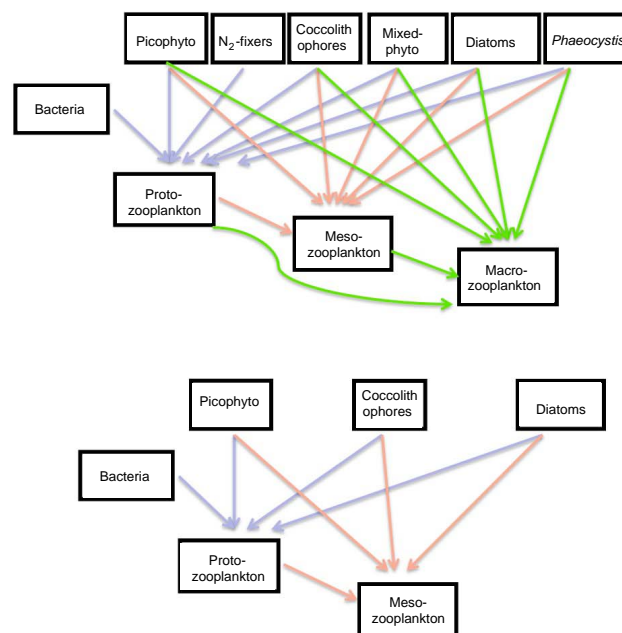 Picophyto
N2-fixers
Coccolith
ophores
Mixed-
phyto
Diatoms
Phaeocystis
Bacteria
Proto-
zooplankton
Meso-
zooplankton
Macro-
zooplankton
Picophyto
Coccolith
ophores
Diatoms
Bacteria
Proto-
zooplankton
Meso-
zooplankton